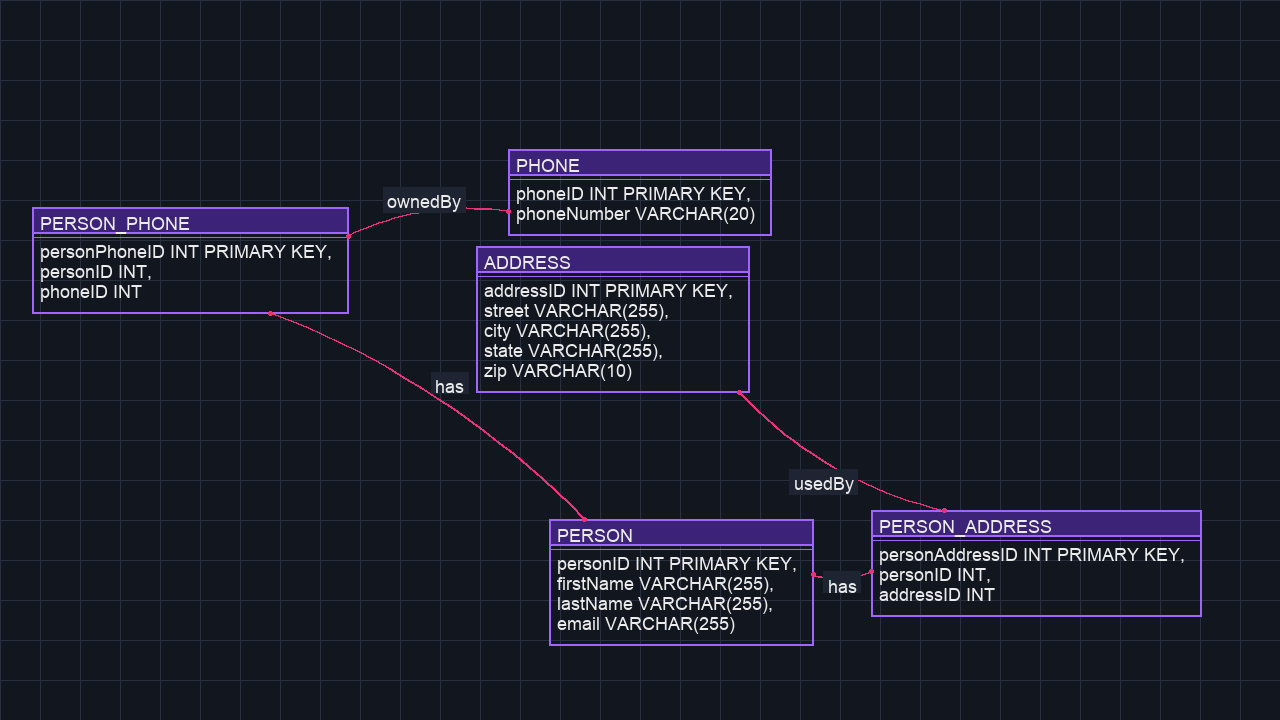 PHONE
phoneID INT PRIMARY KEY,
phoneNumber VARCHAR(20)
ownedBy
PERSON_PHONE
personPhoneID INT PRIMARY KEY,
personID INT,
phoneID INT
ADDRESS
addressID INT PRIMARY KEY,
street VARCHAR(255),
city VARCHAR(255),
state VARCHAR(255),
zip VARCHAR(10)
has
usedBy
PERSON
personID INT PRIMARY KEY,
firstName VARCHAR(255),
lastName VARCHAR(255),
email VARCHAR(255)
has
PERSON_ADDRESS
personAddressID INT PRIMARY KEY,
personID INT,
addressID INT